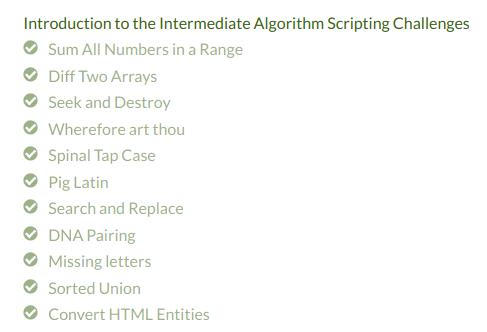 Introduction to the Intermediate Algorithm Scripting Challenges
Sum All Numbers in a Range
Diff Two Arrays
Seek and Destroy
Wherefore art thou
Spinal Tap Case
Pig Latin
Search and Replace
DNA Pairing
Missing letters
Sorted Union
Convert HTML Entities